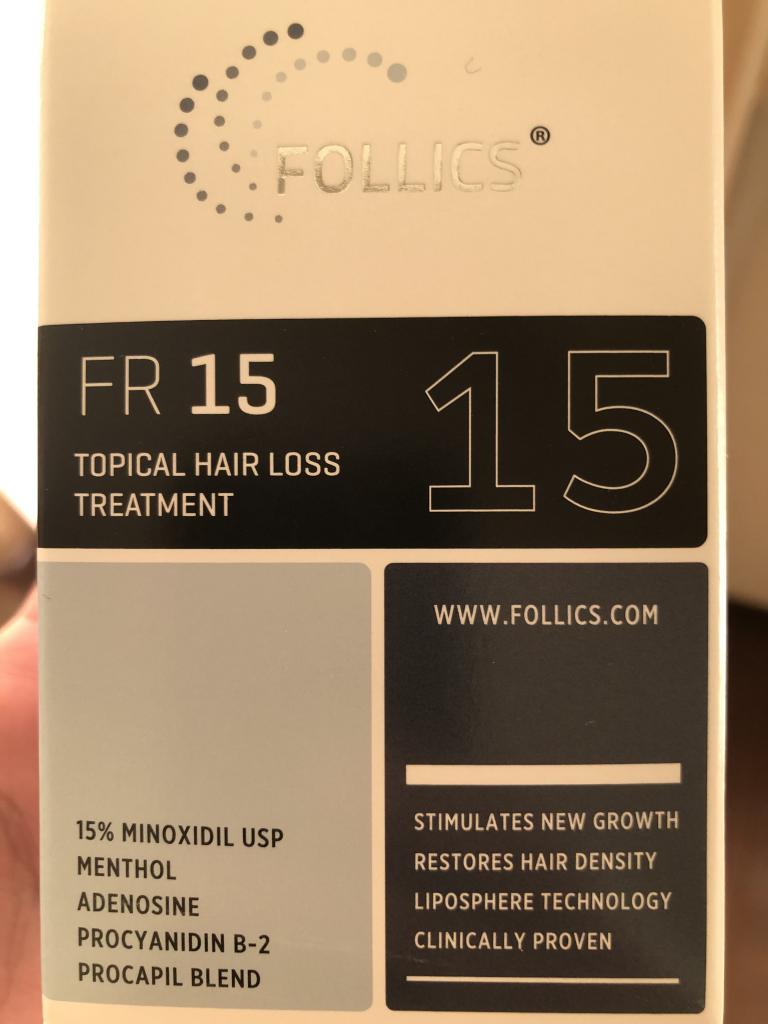 FOLLICS®
FR 15
15
TOPICAL HAIR LOSS
TREATMENT
15% MINOXIDIL USP
MENTHOL
ADENOSINE
PROCYANIDIN B-2
PROCAPIL BLEND
WWW.FOLLICS.COM
STIMULATES NEW GROWTH
RESTORES HAIR DENSITY
LIPOSPHERE TECHNOLOGY
CLINICALLY PROVEN